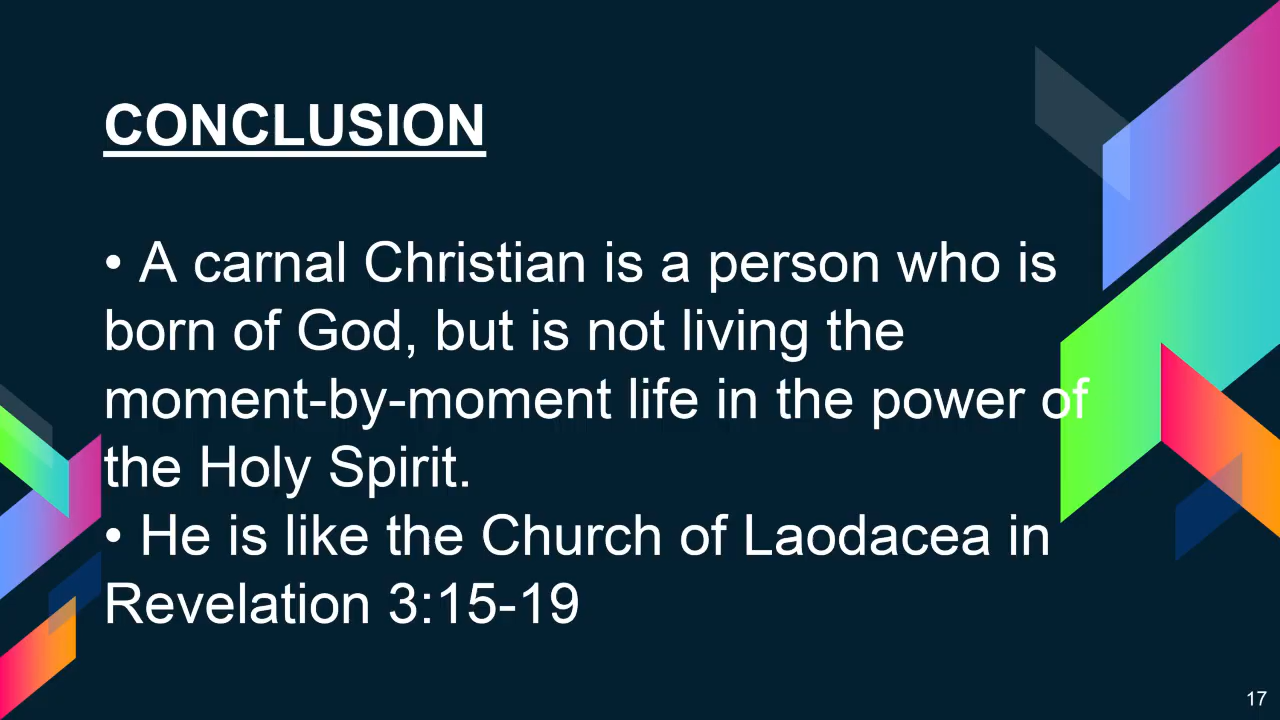 CONCLUSION
• A carnal Christian is a person who is
born of God, but is not living the
moment-by-moment life in the power of
the Holy Spirit.
• He is like the Church of Laodacea in
Revelation 3:15-19
17